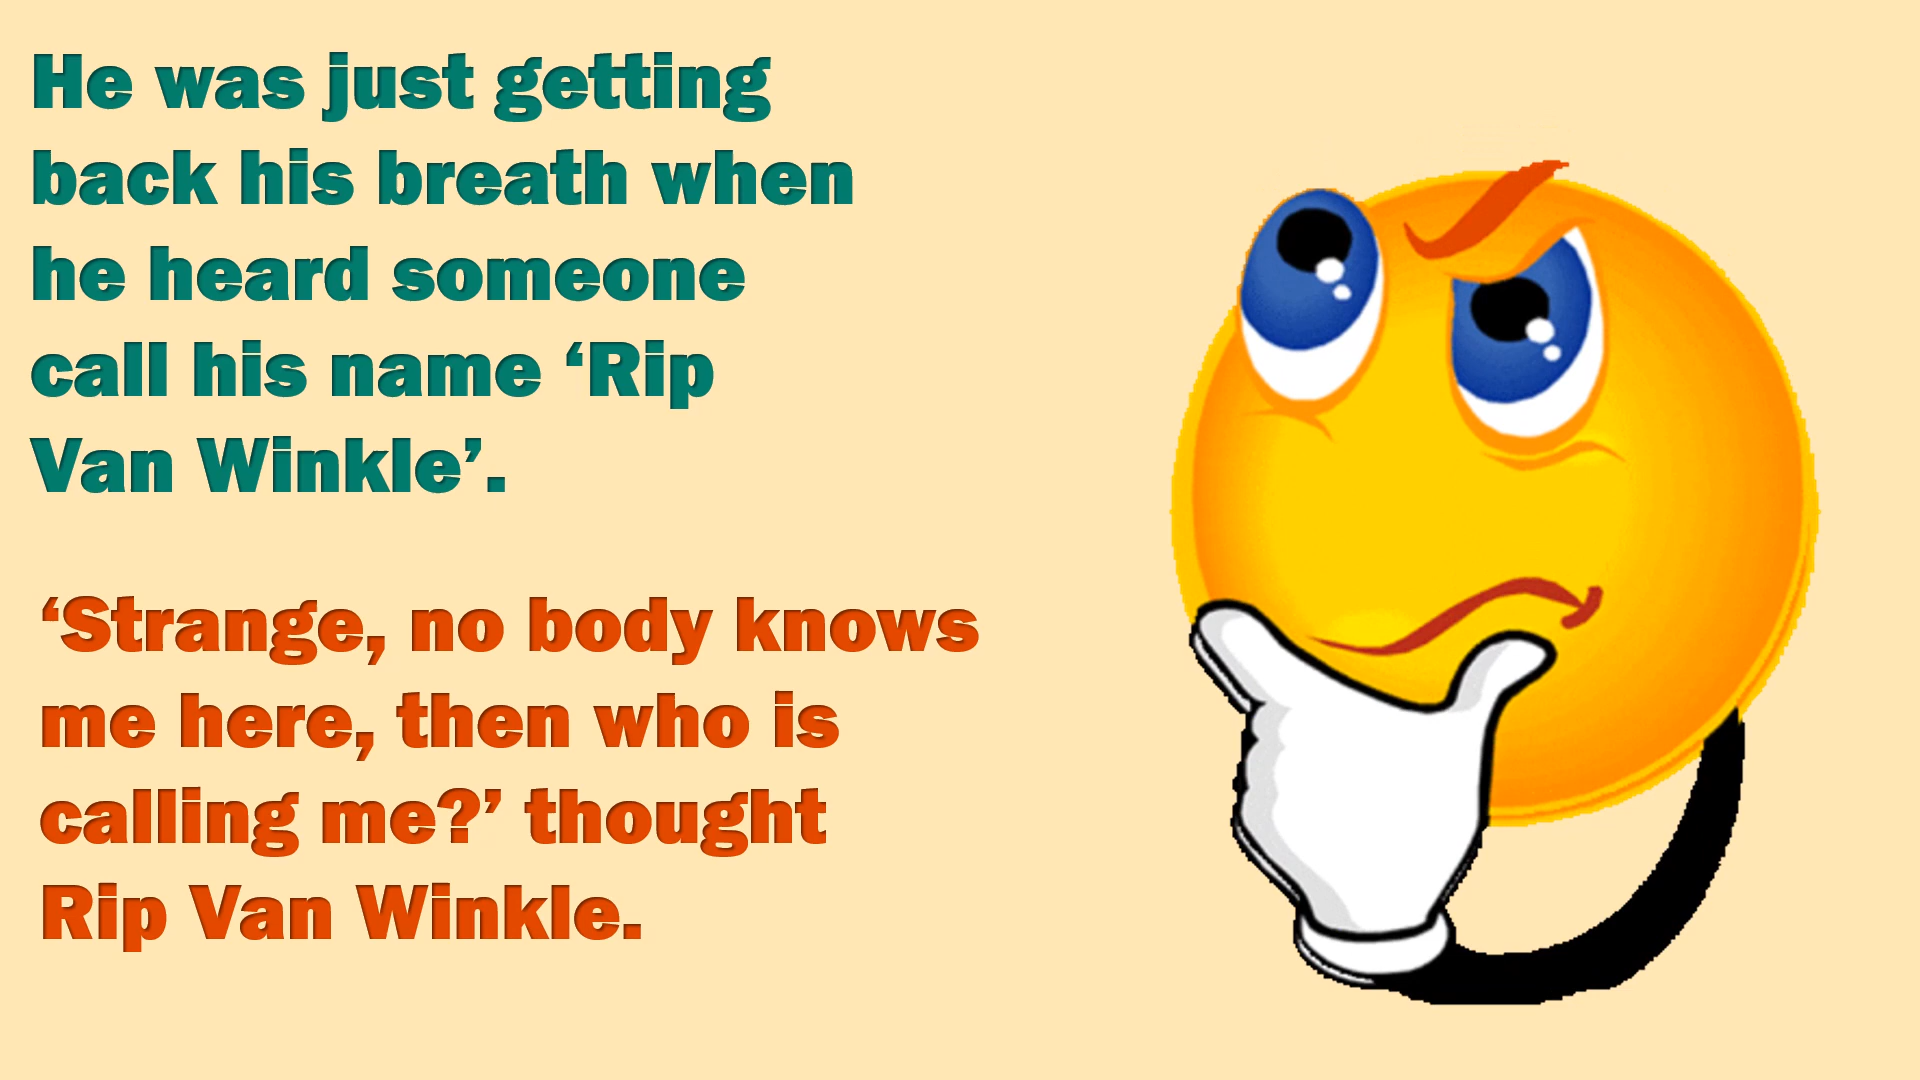 He was just getting
back his breath when
he heard someone
call his name ‘Rip
Van Winkle’.
‘Strange, no body knows
me here, then who is
calling me?’ thought
Rip Van Winkle.